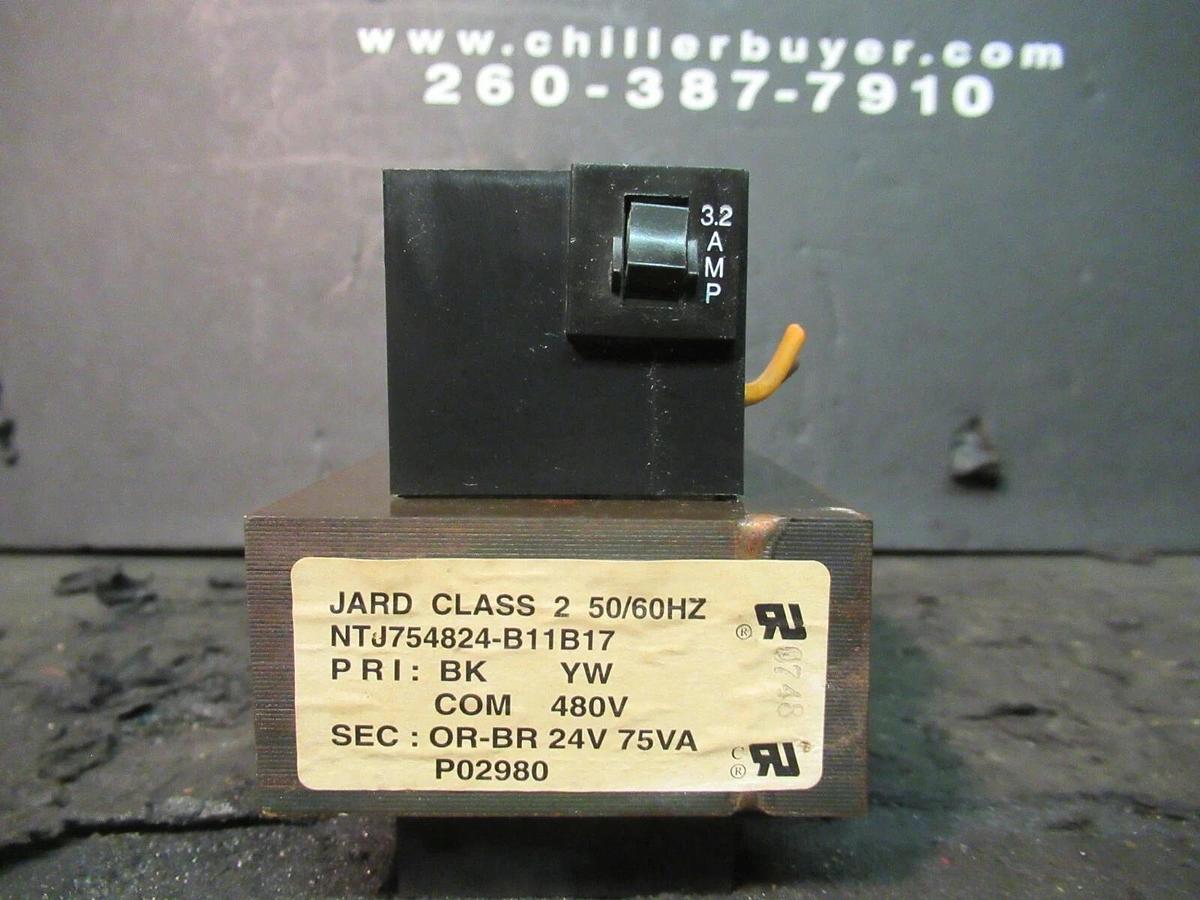 www.chillerbuyer.com
260-387-7910
3.2
A
M
P
JARD CLASS 2 50/60HZ
NTJ754824-B11B17
PRI: BK YW
COM 480V
SEC: OR-BR 24V 75VA
P02980
®
C
®